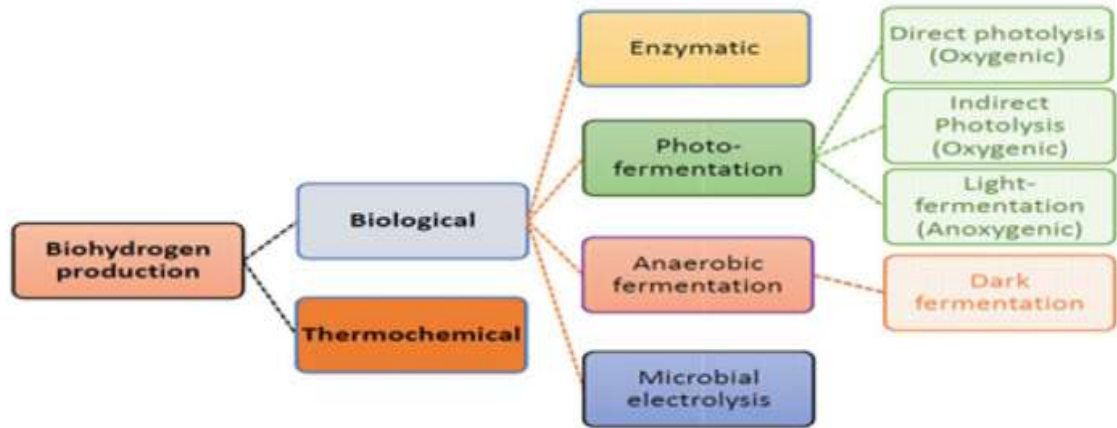 Biohydrogen
production
Biological
Thermochemical
Enzymatic
Photo-
fermentation
Anaerobic
fermentation
Microbial
electrolysis
Direct photolysis
(Oxygenic)
Indirect
Photolysis
(Oxygenic)
Light-
fermentation
(Anoxygenic)
Dark
fermentation